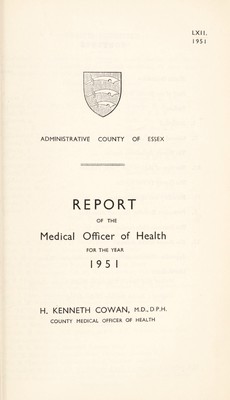 LXII.
1951
ADMINISTRATIVE COUNTY OF ESSEX
REPORT
OF THE
Medical Officer of Health
FOR THE YEAR
1951
H. KENNETH COWAN, M.D., D.P.H.
COUNTY MEDICAL OFFICER OF HEALTH